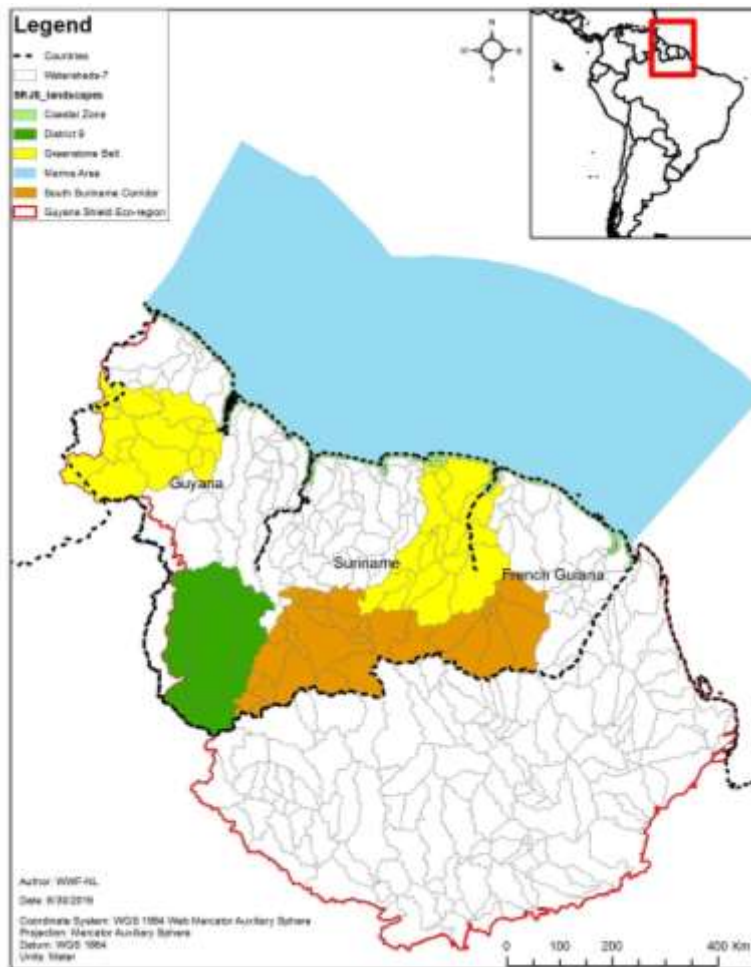 Legend
Countries
Watersheds-7
BRJS_landscapes
Coastal Zone
District 9
Greenstone Belt
Marine Area
South Suriname Corridor
Guyana Shield Eco-region
N
S
Guyana
Suriname
French Guiana
Author: WWF-NL
Coordinate System: WGS 1984 Web Mercator Auxiliary Sphere
Projection: Mercator Auxiliary Sphere
Datum: WGS 1984
Units: Meter
0 100 200 400 Km